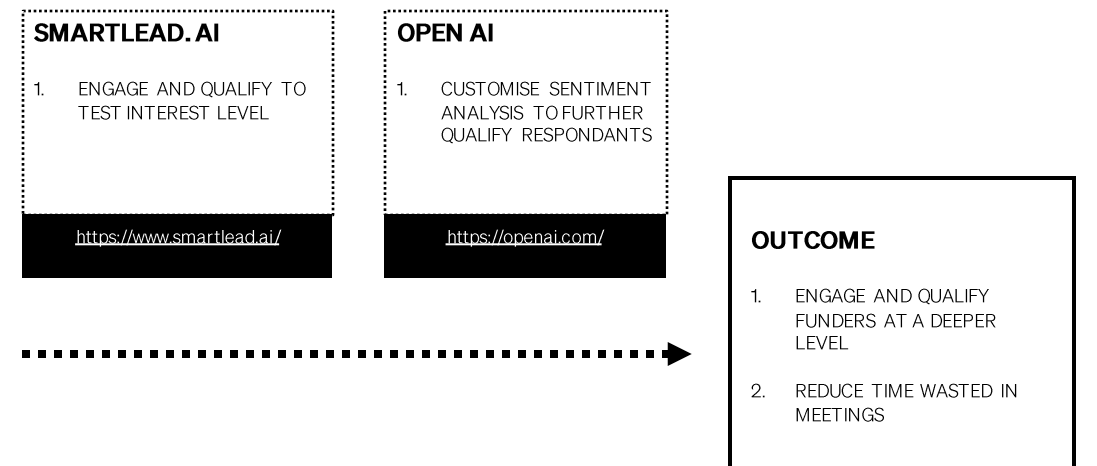 SMARTLEAD.AI
1. ENGAGE AND QUALIFY TO
TEST INTEREST LEVEL
https://www.smartlead.ai/
OPEN AI
1. CUSTOMISE SENTIMENT
ANALYSIS TO FURTHER
QUALIFY RESPONDANTS
https://openai.com/
OUTCOME
1. ENGAGE AND QUALIFY
FUNDERS AT A DEEPER
LEVEL
2. REDUCE TIME WASTED IN
MEETINGS